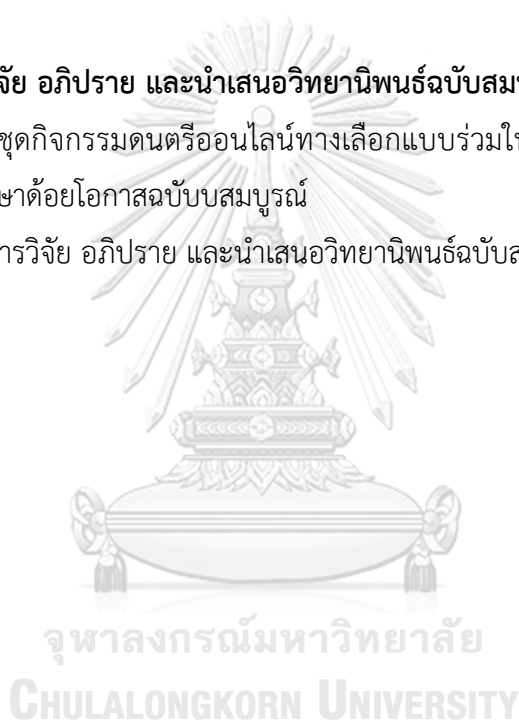 จัย อภิปราย และนำเสนอวิทยานิพนธ์ฉบับสมบ
ชุดกิจกรรมดนตรีออนไลน์ทางเลือกแบบร่วมใ
ษาด้อยโอกาสฉบับบสมบูรณ์
ารวิจัย อภิปราย และนำเสนอวิทยานิพนธ์ฉบับส
จุฬาลงกรณ์มหาวิทยาลัย
CHULALONGKORN UNIVERSITY